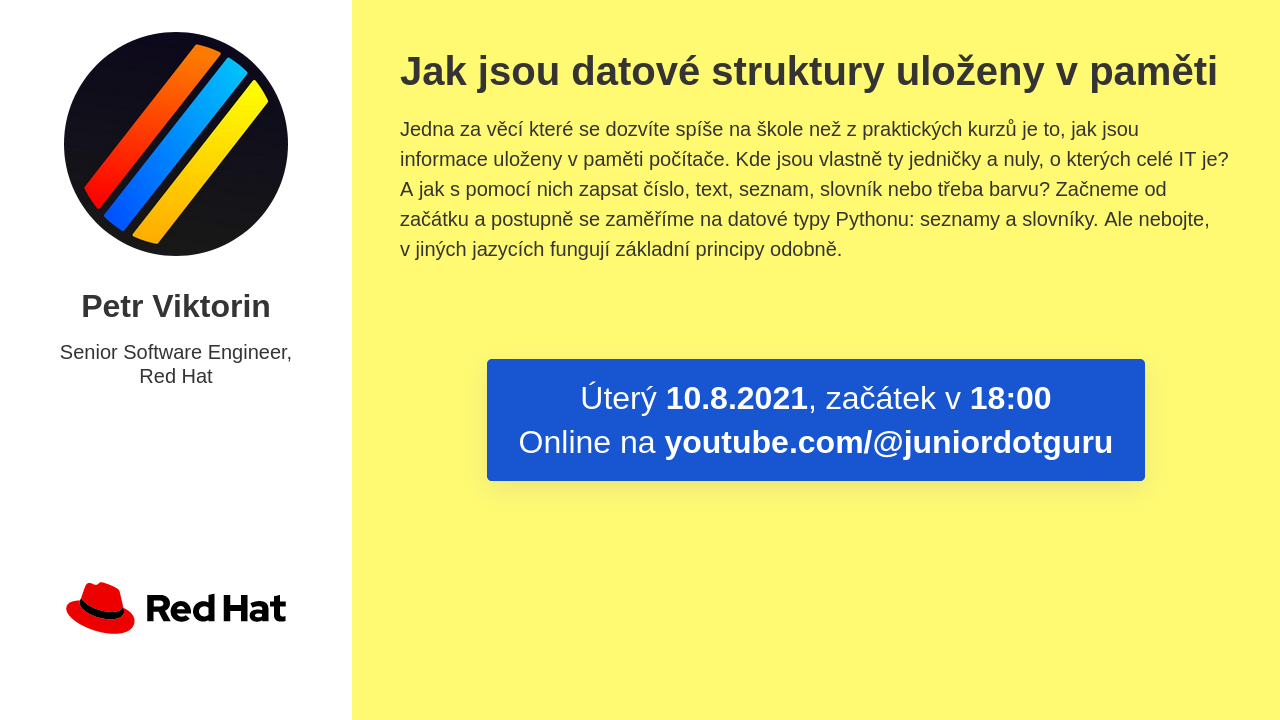 Petr Viktorin
Senior Software Engineer,
Red Hat
Red Hat
Jak jsou datové struktury uloženy v paměti
Jedna za věcí které se dozvíte spíše na škole než z praktických kurzů je to, jak jsou
informace uloženy v paměti počítače. Kde jsou vlastně ty jedničky a nuly, o kterých celé IT je?
A jak s pomocí nich zapsat číslo, text, seznam, slovník nebo třeba barvu? Začneme od
začátku a postupně se zaměříme na datové typy Pythonu: seznamy a slovníky. Ale nebojte,
v jiných jazycích fungují základní principy odobně.
Úterý 10.8.2021, začátek v 18:00
Online na youtube.com/@juniordotguru